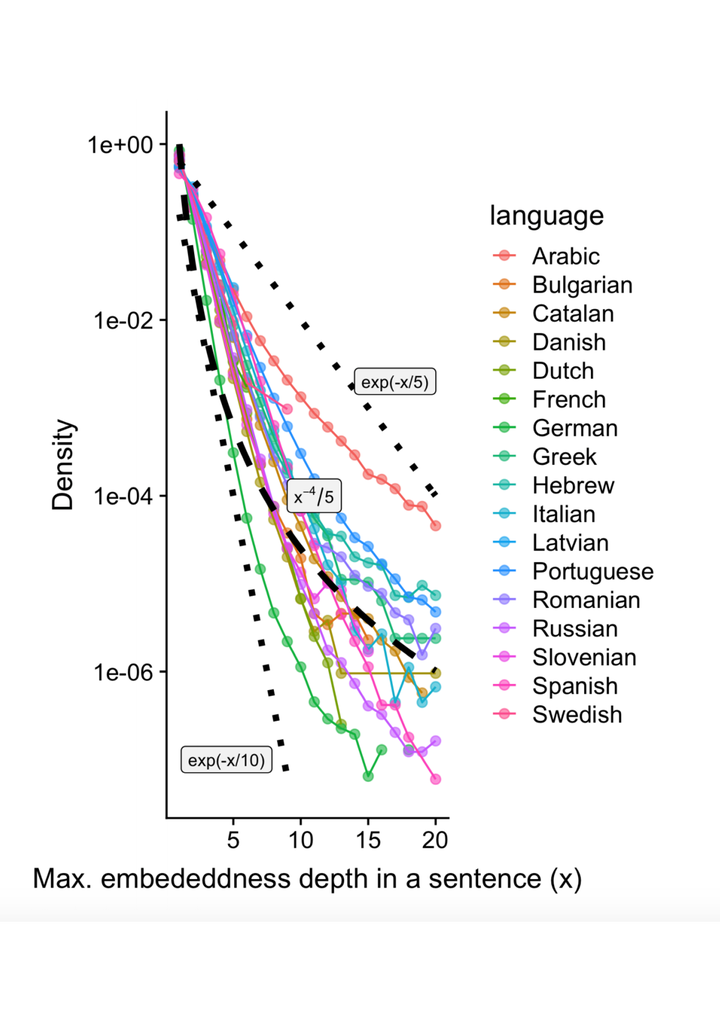 1e+00
1e-02
1e-04
1e-06
Density
exp(-x/5)
x⁻⁴/5
exp(-x/10)
5 10 15 20
Max. embededdness depth in a sentence (x)
language
Arabic
Bulgarian
Catalan
Danish
Dutch
French
German
Greek
Hebrew
Italian
Latvian
Portuguese
Romanian
Russian
Slovenian
Spanish
Swedish